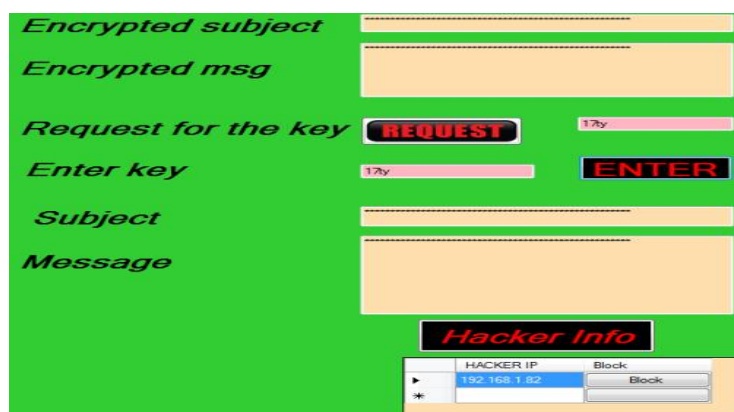 Encrypted subject
Encrypted msg
Request for the key REQUEST 17ty
Enter key 17ty ENTER
Subject
Message
Hacker Info
HACKER IP Block
192.168.1.82 Block